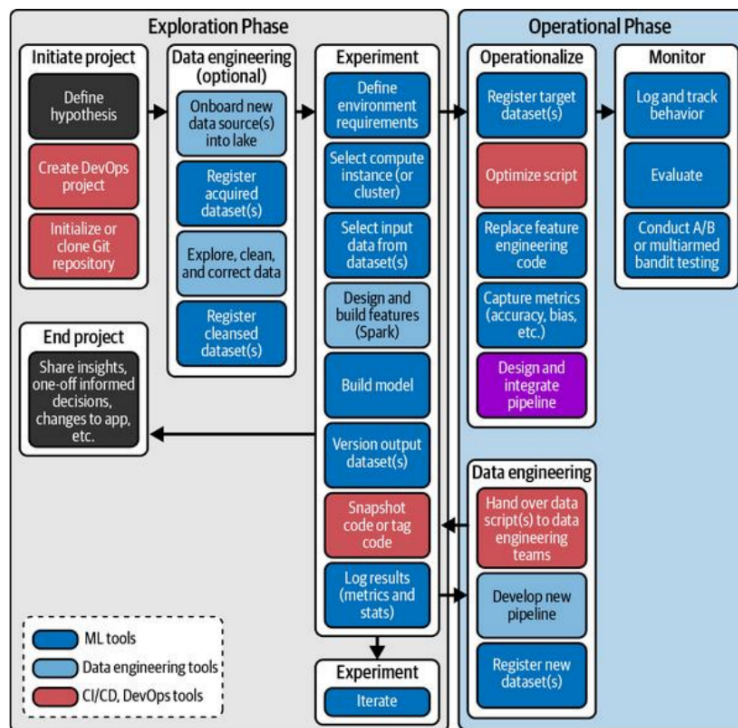 Exploration Phase
Operational Phase
Initiate project
Define
hypothesis
Create DevOps
project
Initialize or
clone Git
repository
Data engineering
(optional)
Onboard new
data source(s)
into lake
Register
acquired
dataset(s)
Explore, clean,
and correct data
Register
cleansed
dataset(s)
Experiment
Define
environment
requirements
Select compute
instance (or
cluster)
Select input
data from
dataset(s)
Design and
build features
(Spark)
Build model
Version output
dataset(s)
Snapshot
code or tag
code
Log results
(metrics and
stats)
Operationalize
Register target
dataset(s)
Optimize script
Replace feature
engineering
code
Capture metrics
(accuracy, bias,
etc.)
Design and
integrate
pipeline
Monitor
Log and track
behavior
Evaluate
Conduct A/B
or multiarmed
bandit testing
End project
Share insights,
one-off informed
decisions,
changes to app,
etc.
Data engineering
Hand over data
script(s) to data
engineering
teams
Develop new
pipeline
Register new
dataset(s)
Experiment
Iterate
ML tools
Data engineering tools
CI/CD, DevOps tools